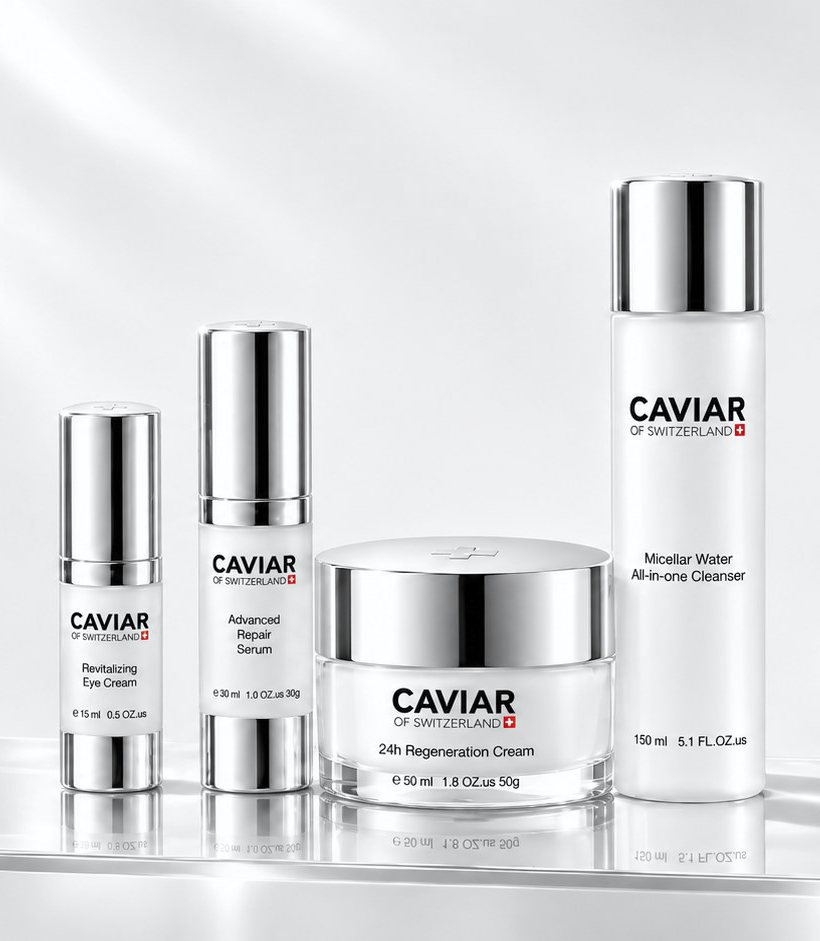 CAVIAR
OF SWITZERLAND
Revitalizing
Eye Cream
e 15 ml 0.5 OZ.us
CAVIAR
OF SWITZERLAND
Advanced
Repair
Serum
e 30 ml 1.0 OZ.us 30g
CAVIAR
OF SWITZERLAND
24h Regeneration Cream
e 50 ml 1.8 OZ.us 50g
CAVIAR
OF SWITZERLAND
Micellar Water
All-in-one Cleanser
150 ml 5.1 FL.OZ.us